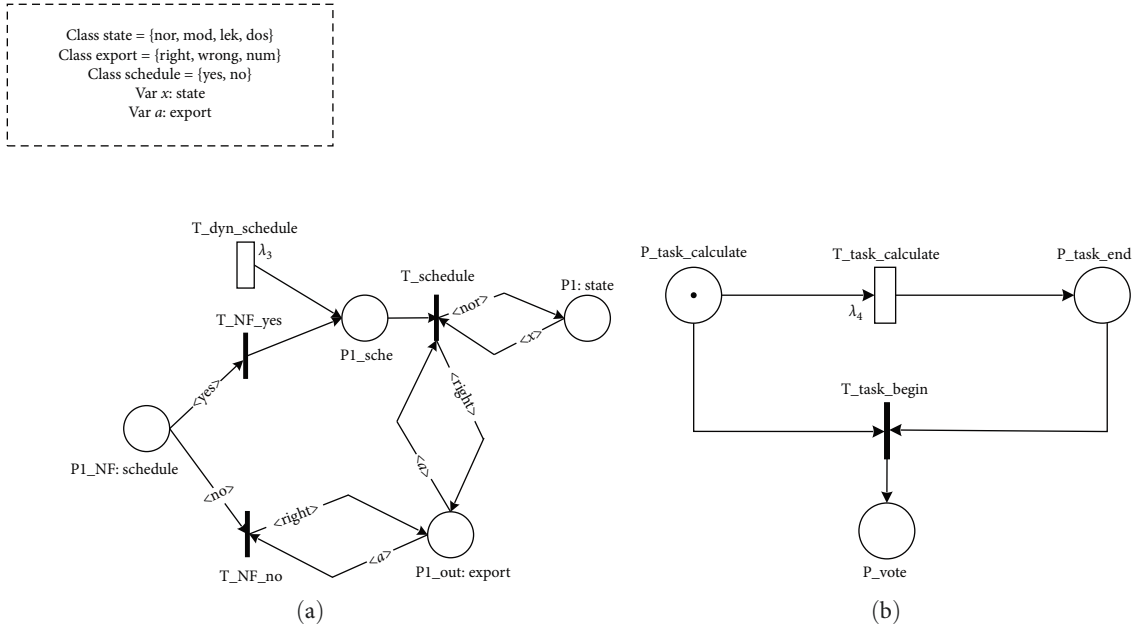 Class state = {nor, mod, lek, dos}
Class export = {right, wrong, num}
Class schedule = {yes, no}
Var x: state
Var a: export
T_dyn_schedule
λ3
T_schedule
P1: state
<nor>
<x>
T_NF_yes
P1_sche
<yes>
<right>
P1_NF: schedule
<a>
<no>
<right>
<a>
T_NF_no
P1_out: export
(a)
P_task_calculate
T_task_calculate
P_task_end
λ4
T_task_begin
P_vote
(b)